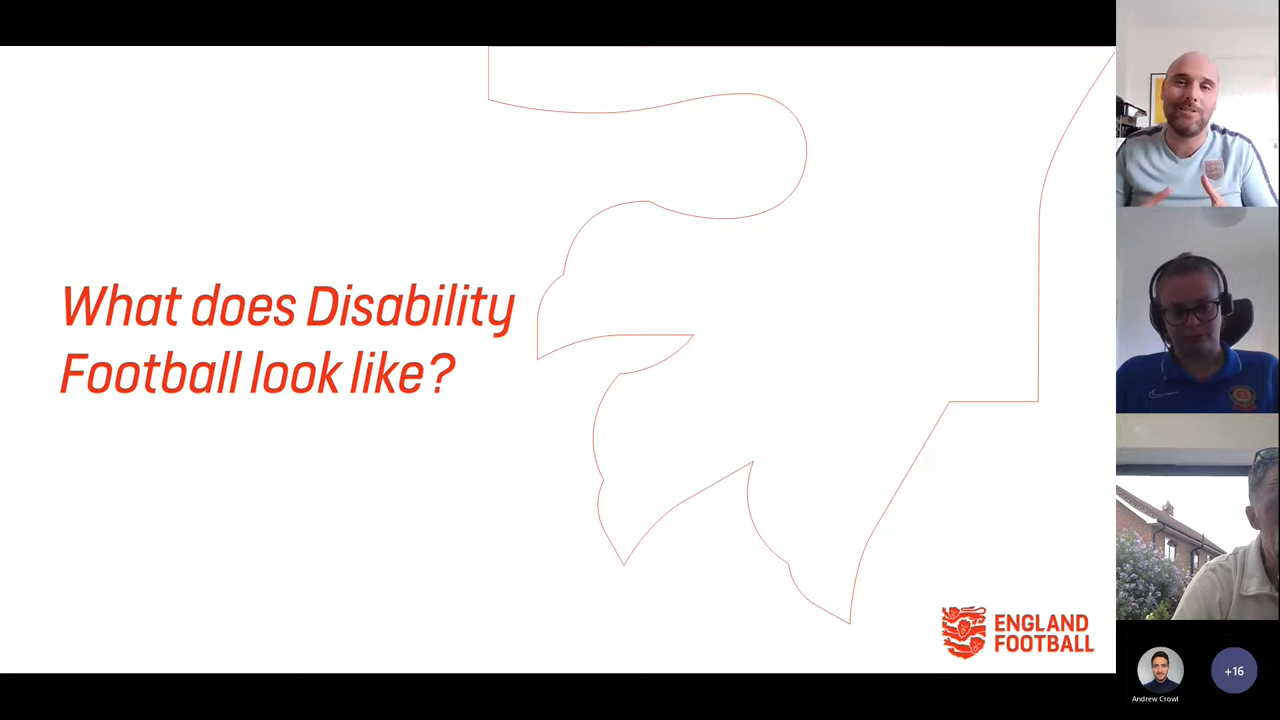 What does Disability
Football look like?
ENGLAND
FOOTBALL
Andrew Crowl
+16